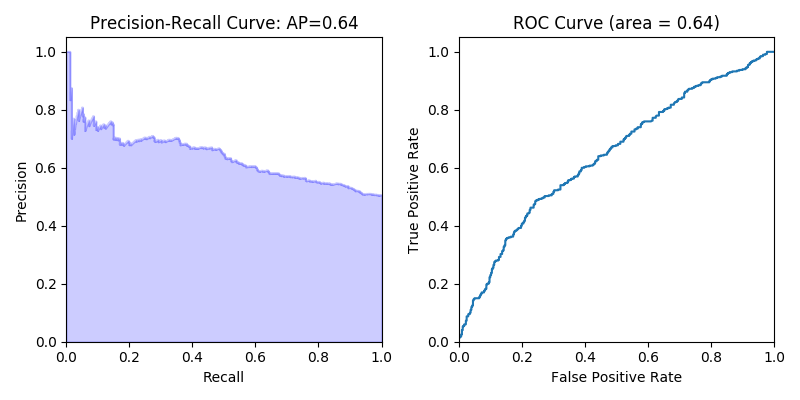 Precision-Recall Curve: AP=0.64
1.0
0.8
0.6
0.4
0.2
0.0
Precision
0.0 0.2 0.4 0.6 0.8 1.0
Recall
ROC Curve (area = 0.64)
1.0
0.8
0.6
0.4
0.2
0.0
True Positive Rate
0.0 0.2 0.4 0.6 0.8 1.0
False Positive Rate